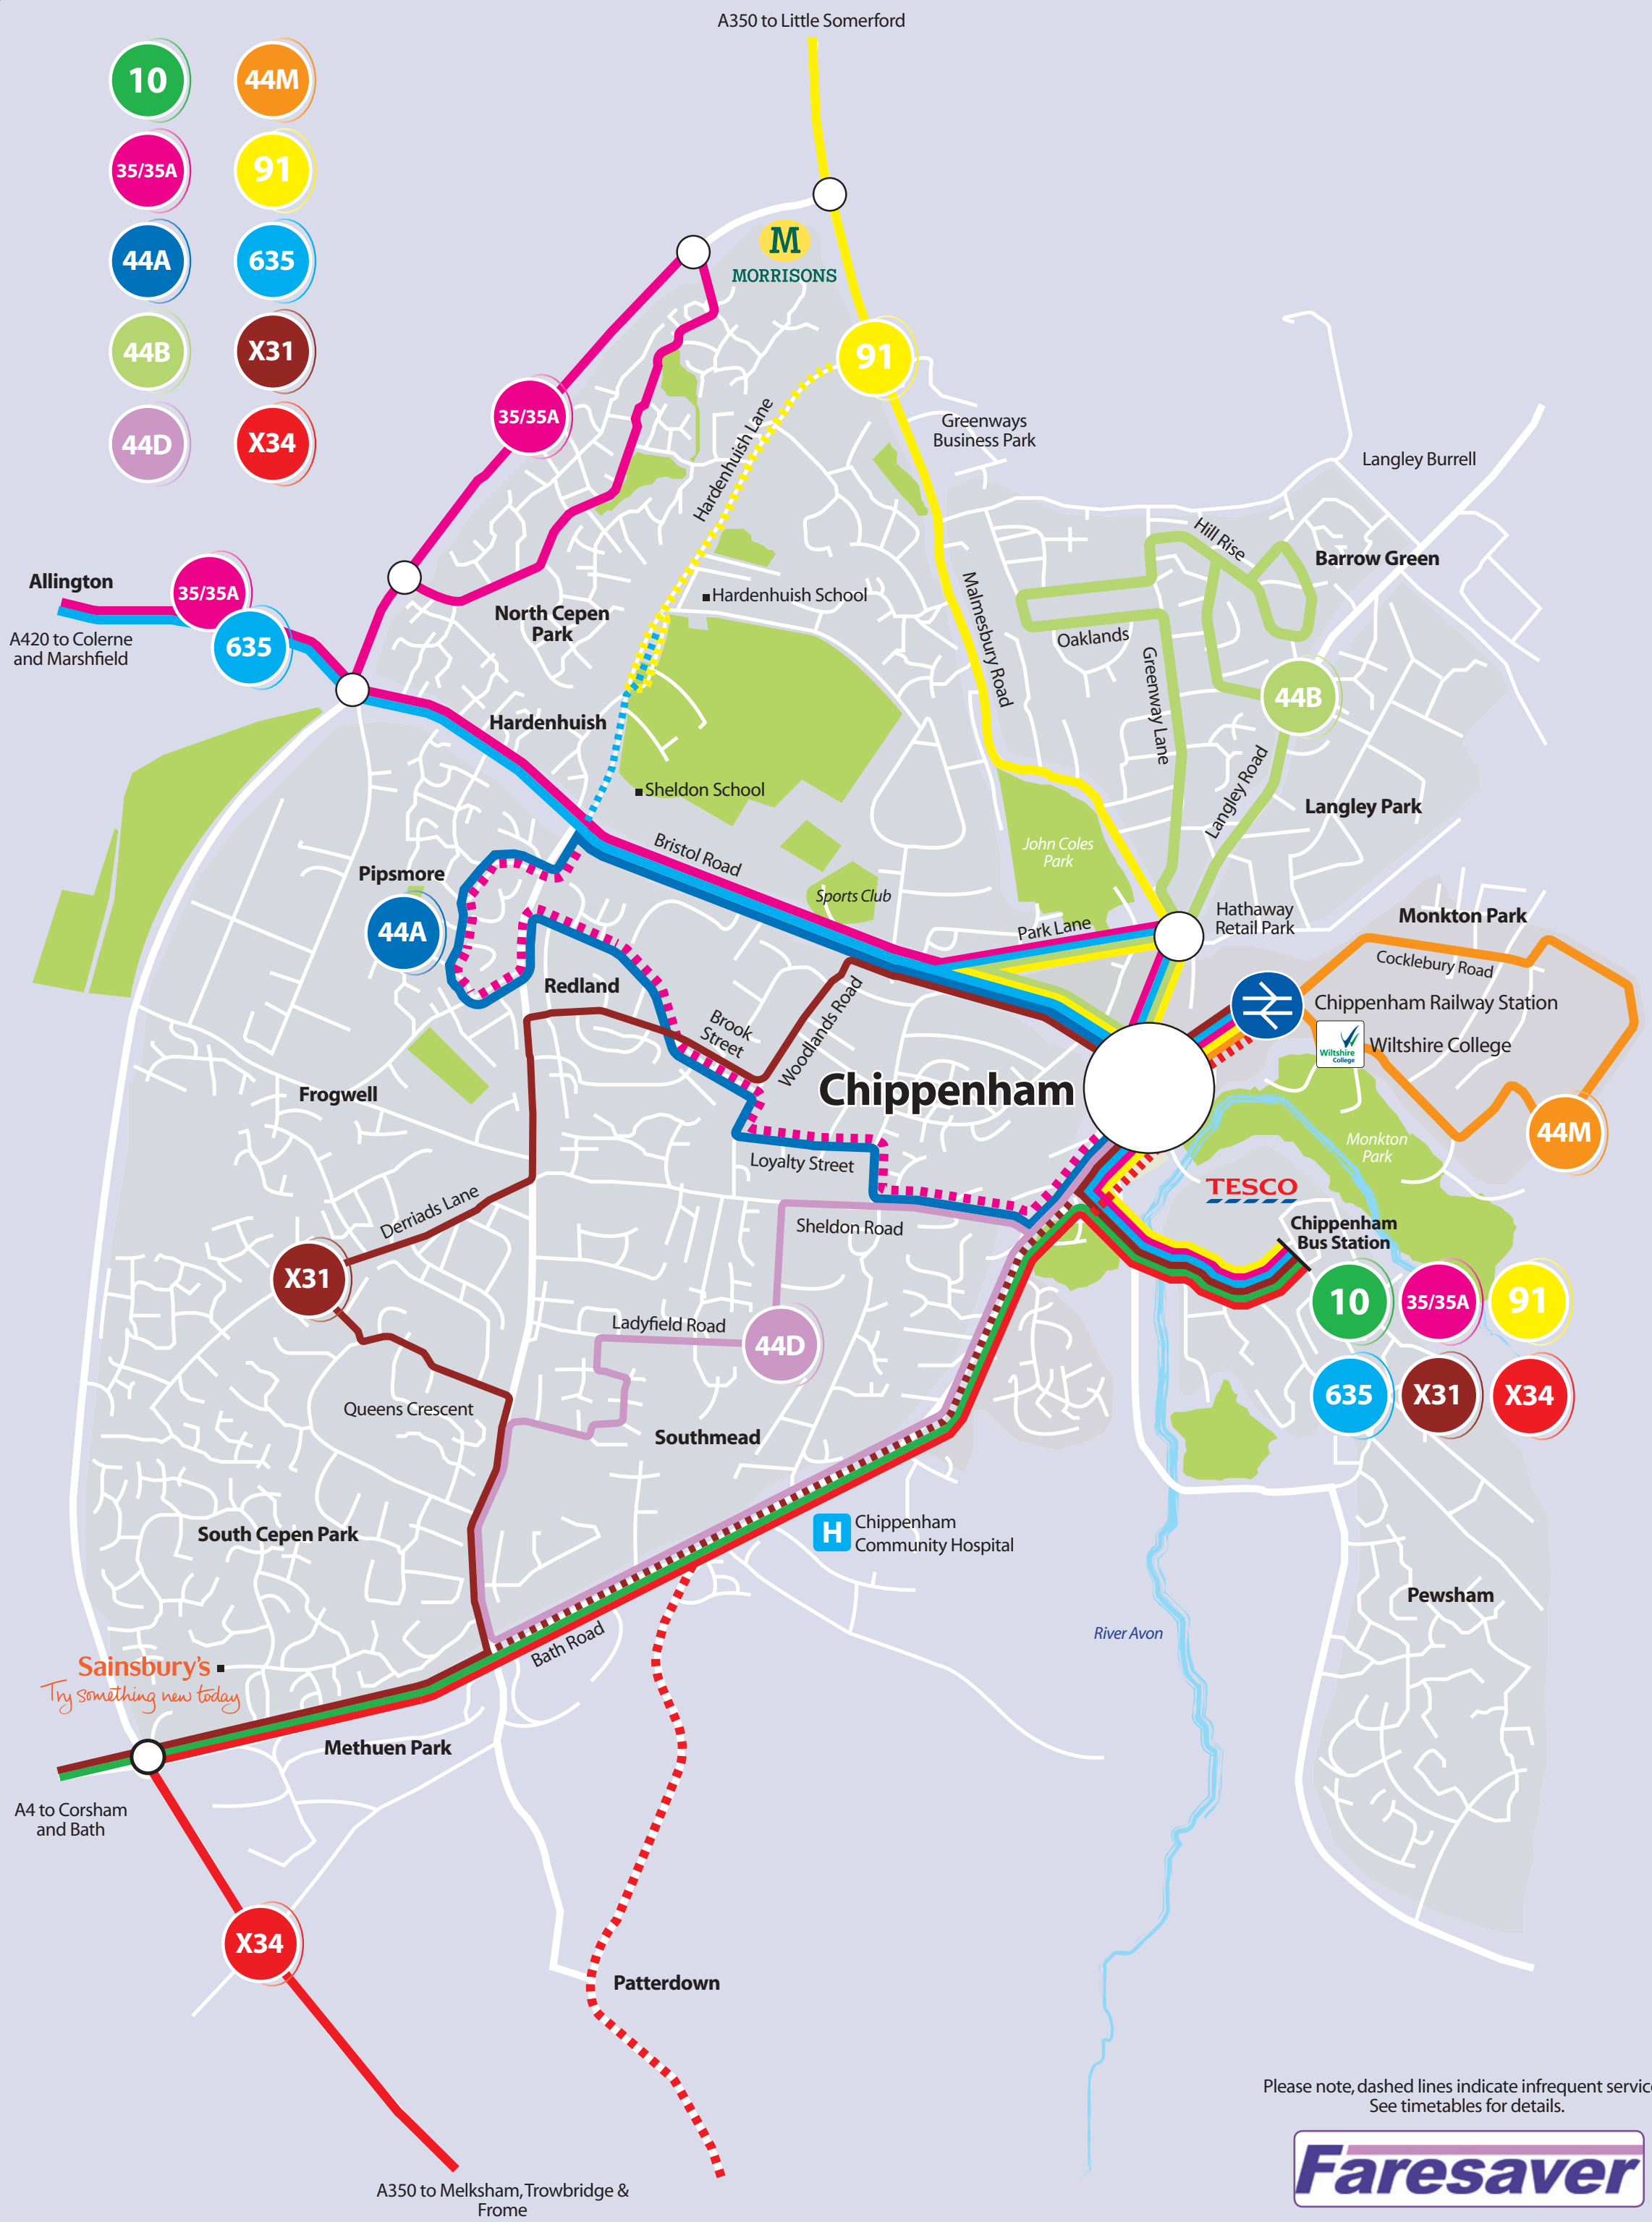 A350 to Little Somerford
10
44M
35/35A
91
44A
635
44B
X31
44D
X34
M
MORRISONS
91
35/35A
Hardenhuish Lane
Greenways
Business Park
Langley Burrell
Hill Rise
Barrow Green
Allington
35/35A
635
A420 to Colerne
and Marshfield
North Cepen
Park
Hardenhuish School
Malmesbury Road
Oaklands
Greenway Lane
44B
Hardenhuish
Sheldon School
Langley Road
Langley Park
Bristol Road
John Coles
Park
Pipsmore
44A
Sports Club
Park Lane
Hathaway
Retail Park
Monkton Park
Cocklebury Road
Redland
Brook
Street
Woodlands Road
Chippenham Railway Station
Wiltshire
College
Wiltshire College
Chippenham
Frogwell
44M
Monkton
Park
Loyalty Street
TESCO
Derriads Lane
Sheldon Road
Chippenham
Bus Station
X31
10
35/35A
91
Ladyfield Road
44D
635
X31
X34
Queens Crescent
Southmead
South Cepen Park
H
Chippenham
Community Hospital
Pewsham
River Avon
Bath Road
Sainsbury's
Try something new today
Methuen Park
A4 to Corsham
and Bath
X34
Patterdown
Please note, dashed lines indicate infrequent servic
See timetables for details.
Faresaver
A350 to Melksham, Trowbridge &
Frome